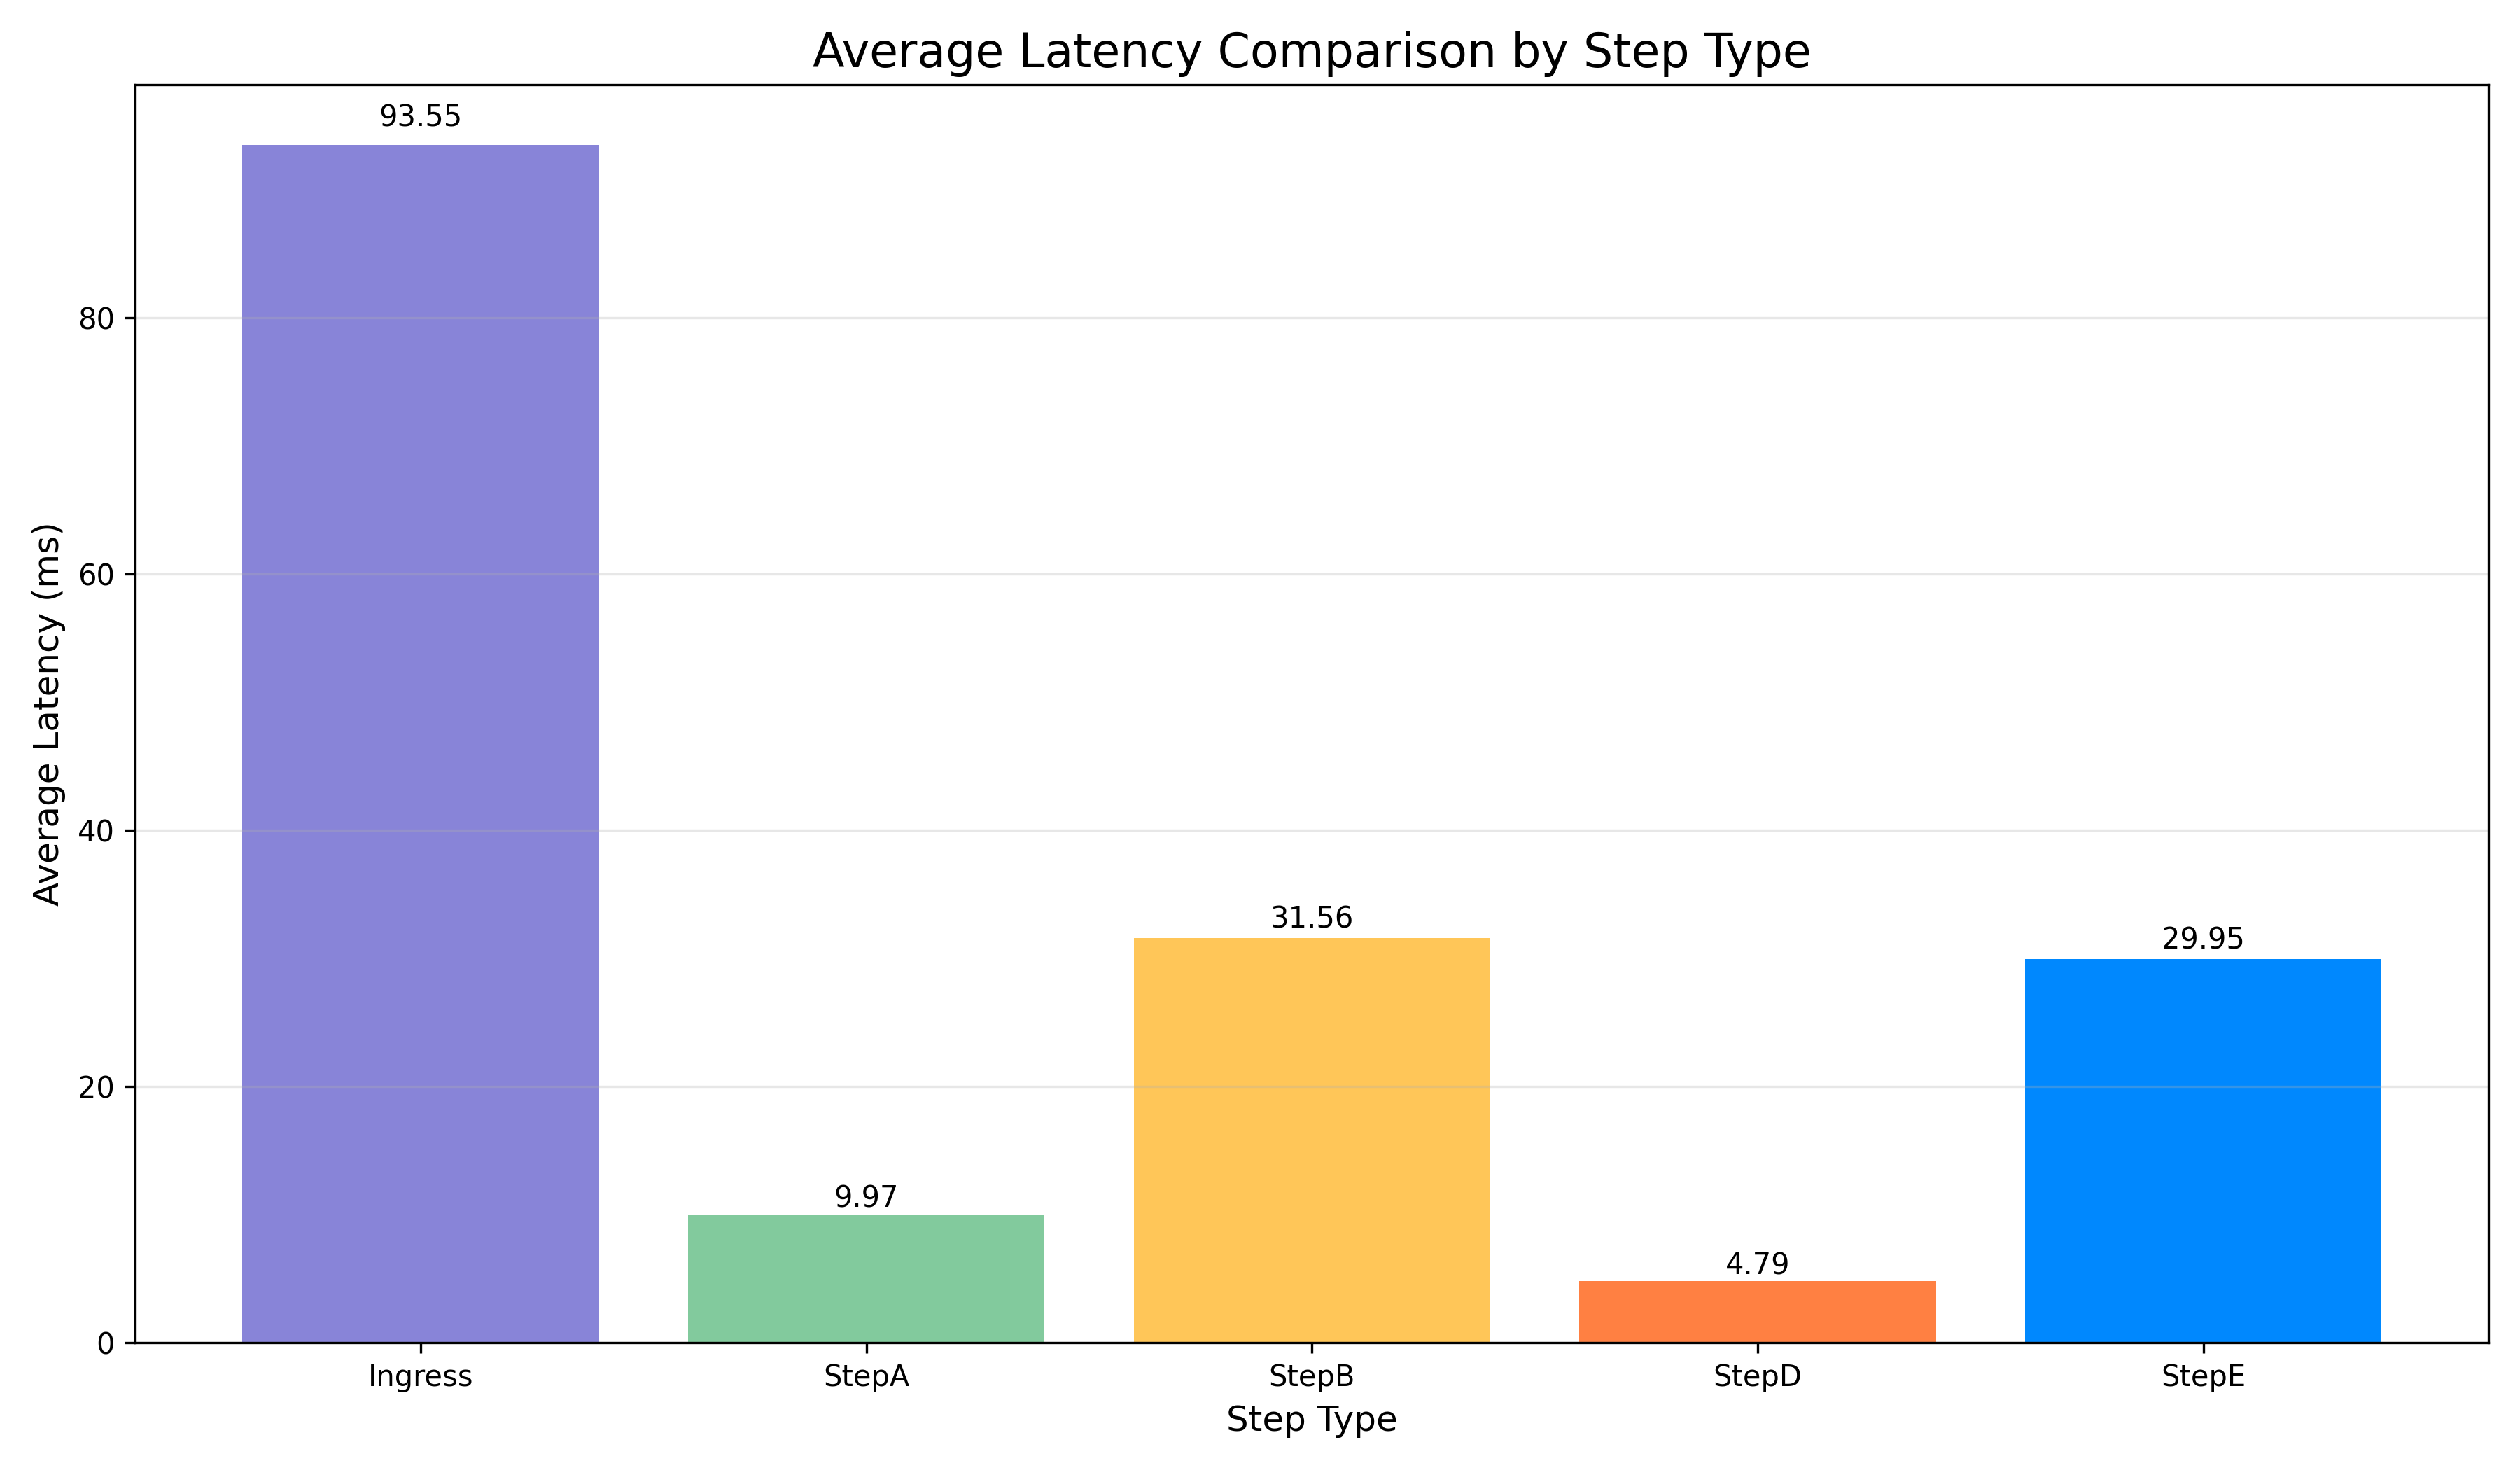 Average Latency Comparison by Step Type
Average Latency (ms)
80
60
40
20
0
93.55
9.97
31.56
4.79
29.95
Ingress
StepA
StepB
StepD
StepE
Step Type